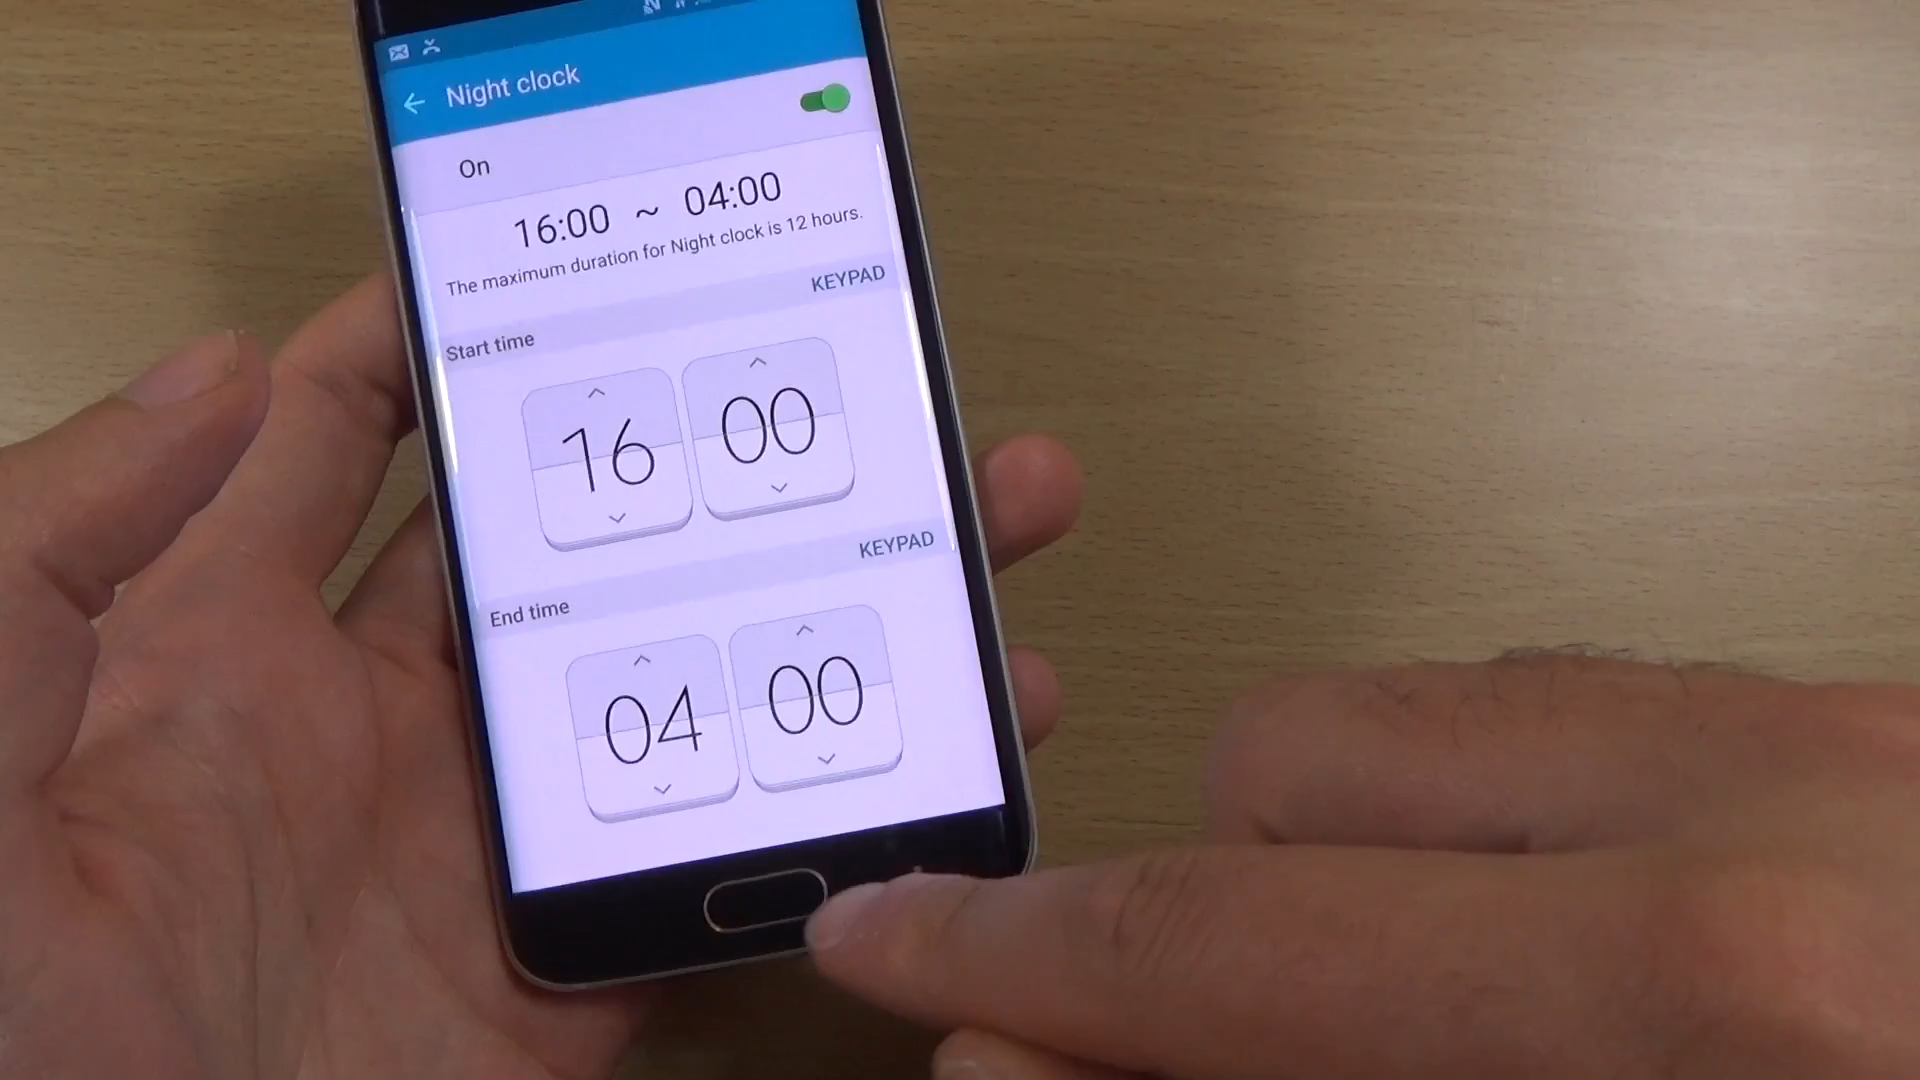 Night clock
On
16:00 ~ 04:00
The maximum duration for Night clock is 12 hours.
KEYPAD
Start time
16 00
KEYPAD
End time
04 00